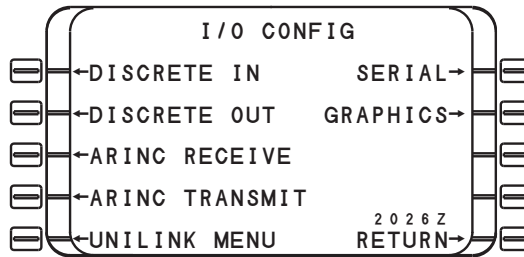 I/O CONFIG
←DISCRETE IN SERIAL→
←DISCRETE OUT GRAPHICS→
←ARINC RECEIVE
←ARINC TRANSMIT
2026Z
←UNILINK MENU RETURN→